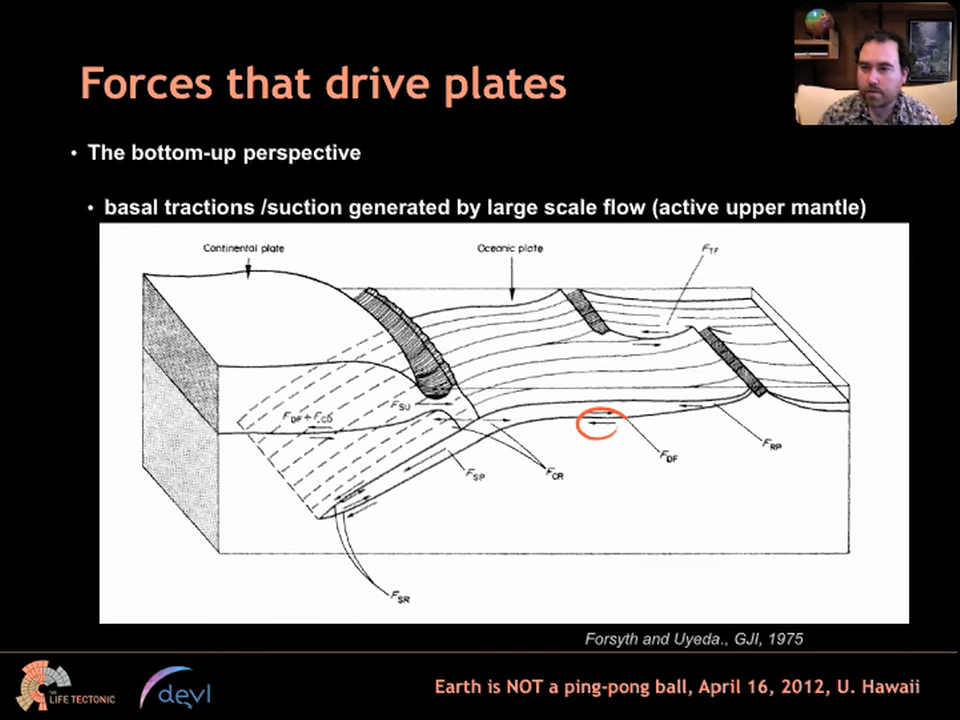 Forces that drive plates
• The bottom-up perspective
• basal tractions /suction generated by large scale flow (active upper mantle)
Continental plate
Oceanic plate
FTF
FSU
FDF + FCD
FDF
FRP
FSP
FCR
FSR
Forsyth and Uyeda., GJI, 1975
THE
LIFE TECTONIC
devl
Earth is NOT a ping-pong ball, April 16, 2012, U. Hawaii